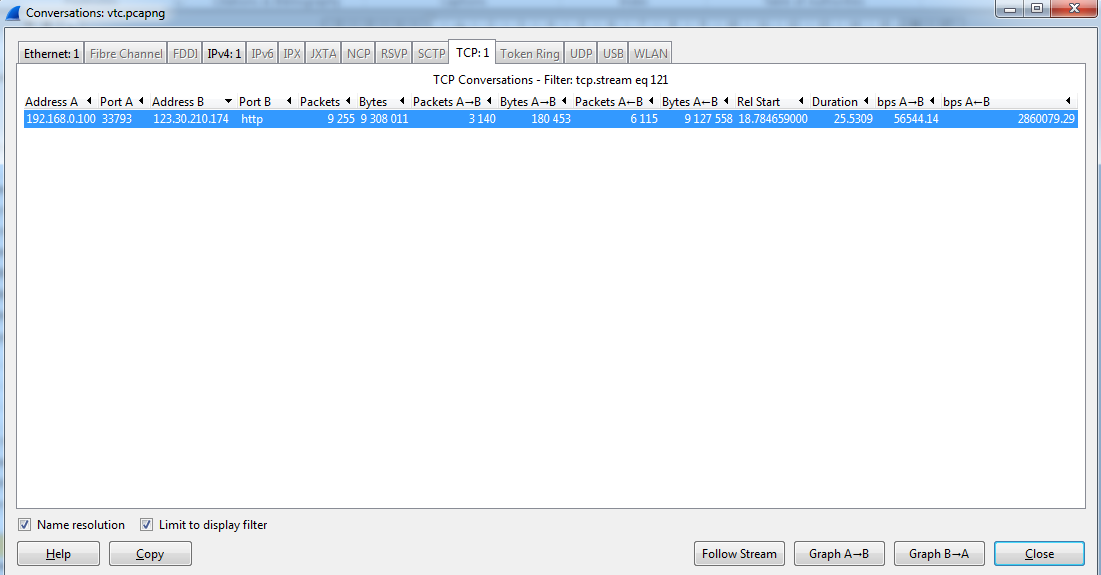 Conversations: vtc.pcapng
Ethernet: 1 Fibre Channel FDDI IPv4: 1 IPv6 IPX JXTA NCP RSVP SCTP TCP: 1 Token Ring UDP USB WLAN
TCP Conversations - Filter: tcp.stream eq 121
Address A Port A Address B Port B Packets Bytes Packets A→B Bytes A→B Packets A←B Bytes A←B Rel Start Duration bps A→B bps A←B
192.168.0.100 33793 123.30.210.174 http 9 255 9 308 011 3 140 180 453 6 115 9 127 558 18.784659000 25.5309 56544.14 2860079.29
Name resolution Limit to display filter
Help Copy Follow Stream Graph A→B Graph B→A Close